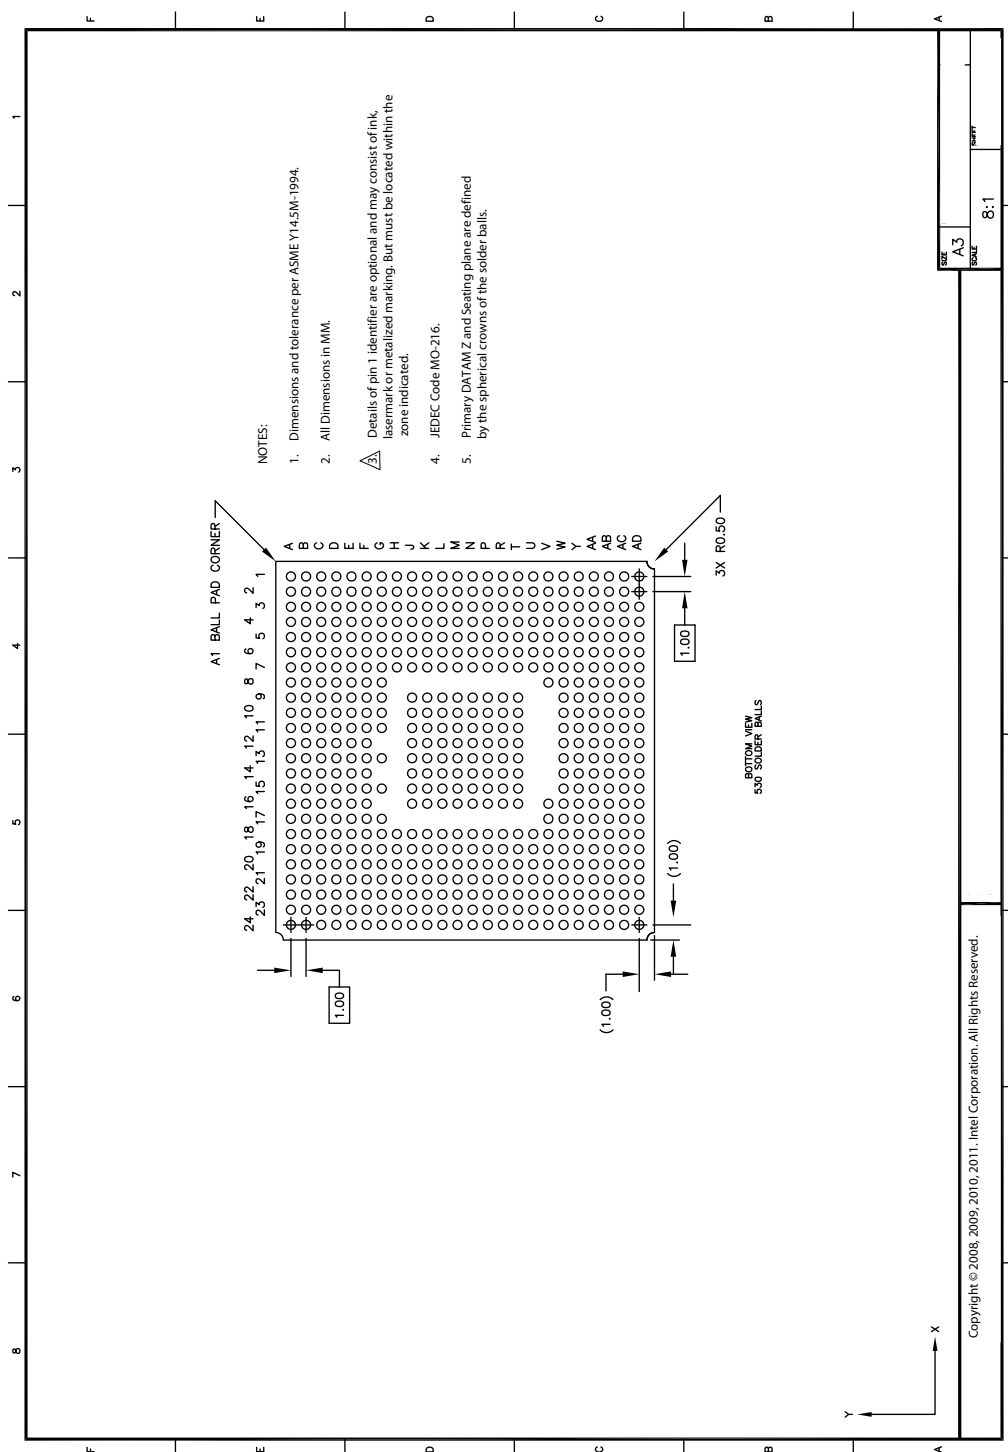 8 7 6 5 4 3 2 1
F
E
D
C
B
A
F
E
D
C
B
A
A1 BALL PAD CORNER
24 22 20 18 16 14 12 10 8 6 4 2
23 21 19 17 15 13 11 9 7 5 3 1
A
B
C
D
E
F
G
H
J
K
L
M
N
P
R
T
U
V
W
Y
AA
AB
AC
AD
1.00
(1.00)
(1.00)
1.00
3X R0.50
BOTTOM VIEW
530 SOLDER BALLS
NOTES:
1. Dimensions and tolerance per ASME Y14.5M-1994.
2. All Dimensions in MM.
3. Details of pin 1 identifier are optional and may consist of ink,
lasermark or metalized marking. But must be located within the
zone indicated.
4. JEDEC Code MO-216.
5. Primary DATAM Z and Seating plane are defined
by the spherical crowns of the solder balls.
Y
X
SIZE
A3
SCALE
8:1
SHEET
Copyright © 2008, 2009, 2010, 2011. Intel Corporation. All Rights Reserved.